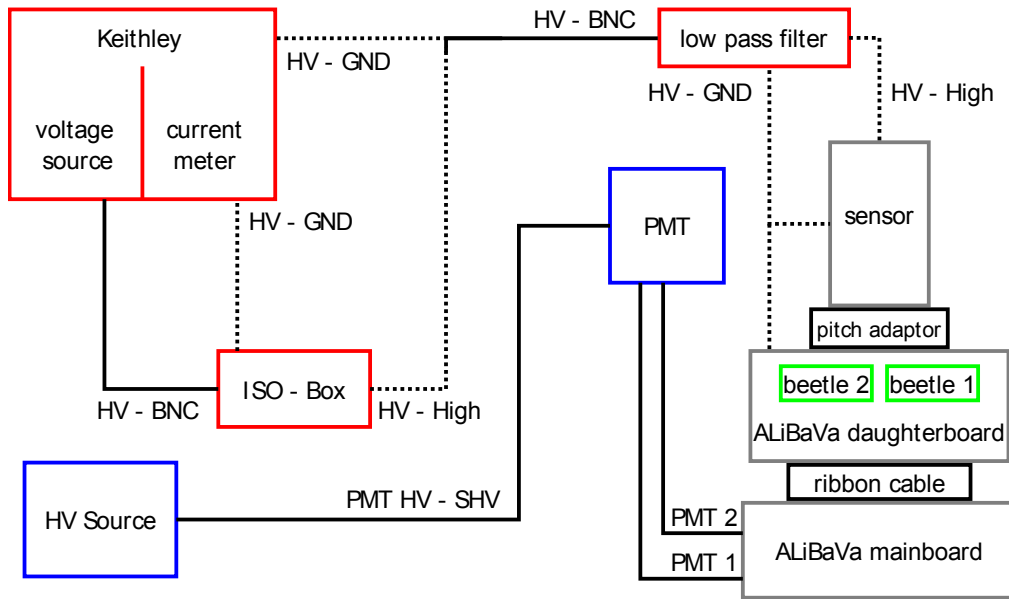 Keithley
voltage
source
current
meter
HV - GND
HV - BNC
low pass filter
HV - GND
HV - High
HV - GND
PMT
sensor
pitch adaptor
ISO - Box
HV - BNC
HV - High
beetle 2
beetle 1
ALiBaVa daughterboard
ribbon cable
HV Source
PMT HV - SHV
PMT 2
PMT 1
ALiBaVa mainboard